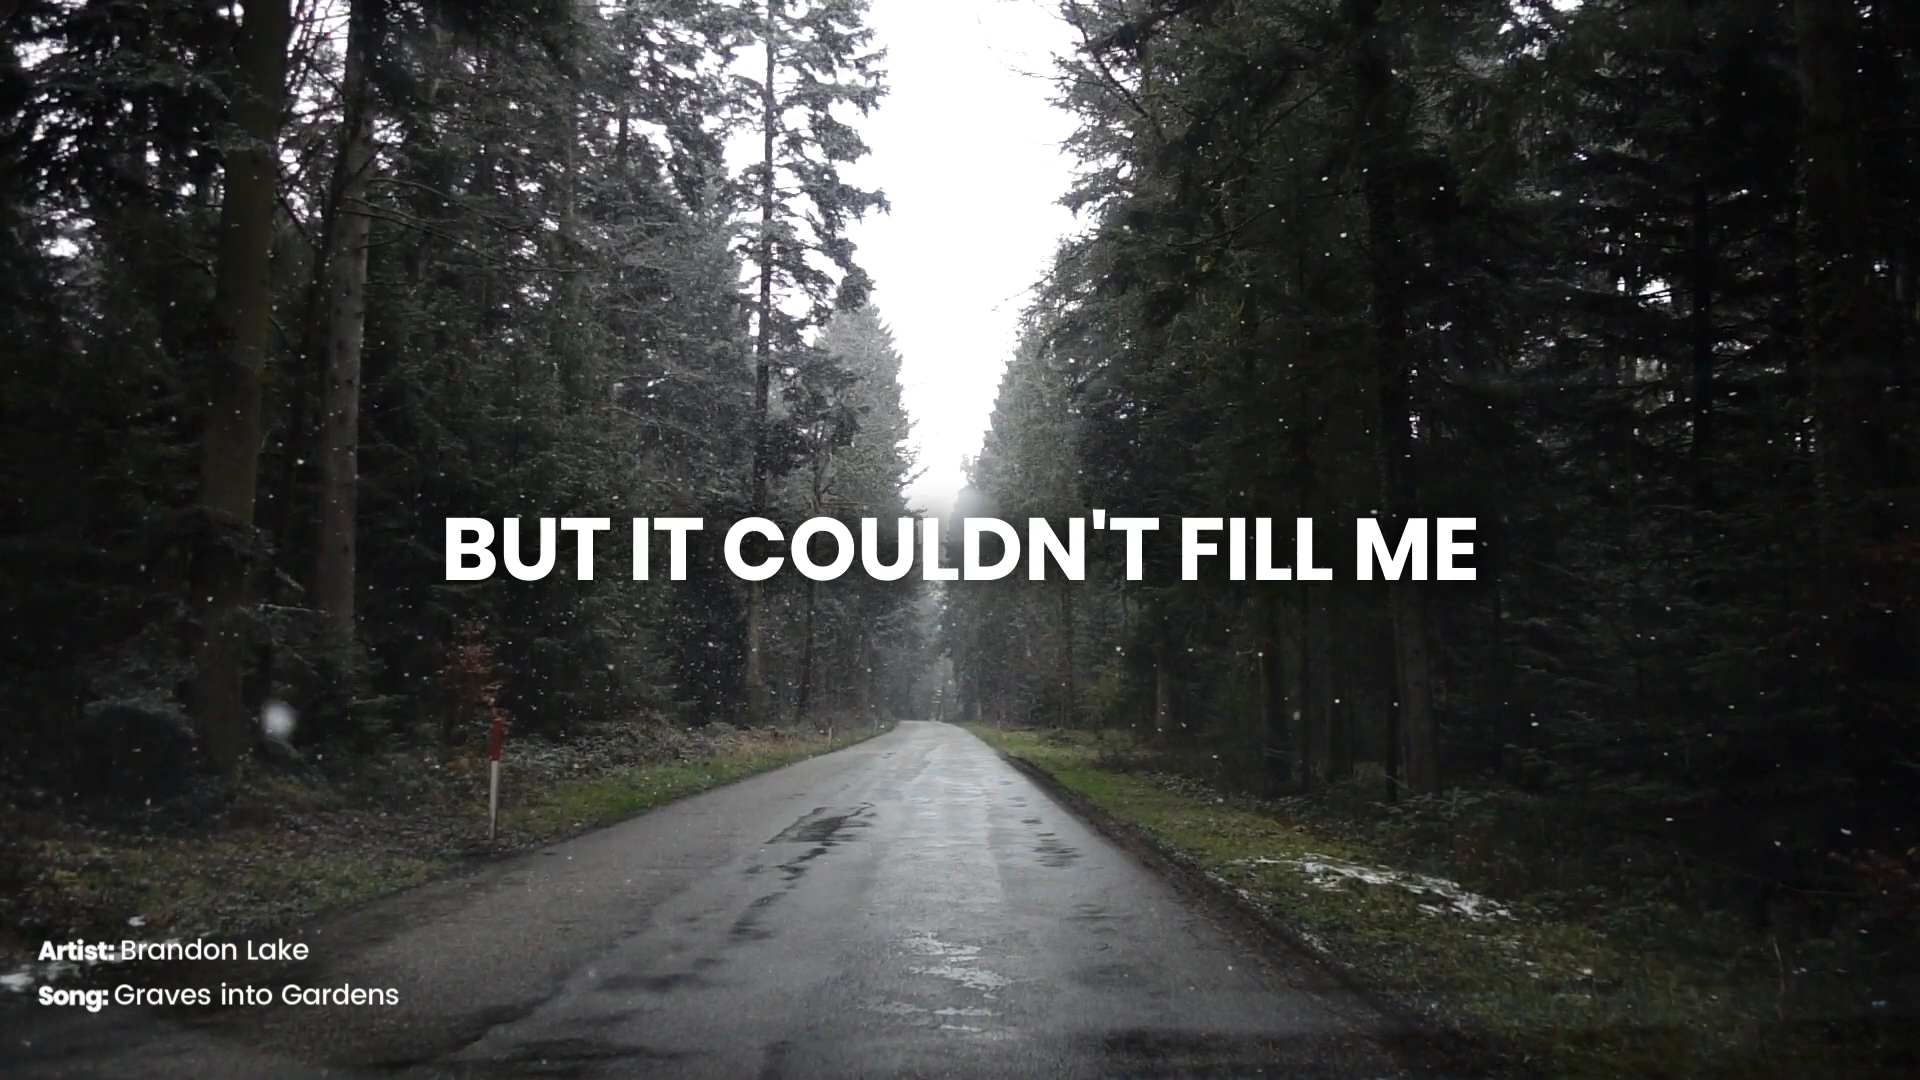 BUT IT COULDN'T FILL ME
Artist: Brandon Lake
Song: Graves into Gardens